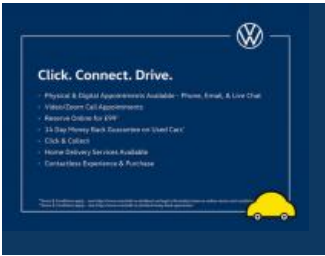 Click. Connect. Drive.
- Physical & Digital Appointments Available - Phone, Email, & Live Chat
- Video/Zoom Call Appointments
- Reserve Online for £99*
- 14 Day Money Back Guarantee on Used Cars*
- Click & Collect
- Home Delivery Services Available
- Contactless Experience & Purchase